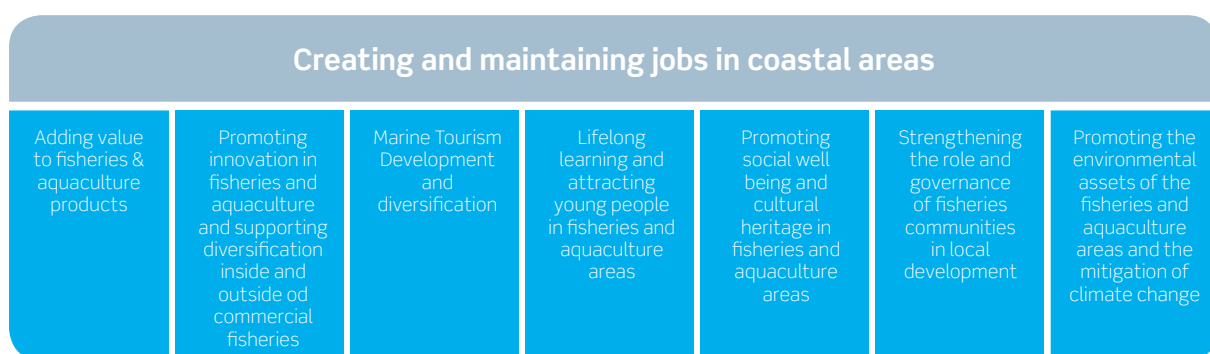 Creating and maintaining jobs in coastal areas
Adding value
to fisheries &
aquaculture
products
Promoting
innovation in
fisheries and
aquaculture
and supporting
diversification
inside and
outside od
commercial
fisheries
Marine Tourism
Development
and
diversification
Lifelong
learning and
attracting
young people
in fisheries and
aquaculture
areas
Promoting
social well
being and
cultural
heritage in
fisheries and
aquaculture
areas
Strengthening
the role and
governance
of fisheries
communities
in local
development
Promoting the
environmental
assets of the
fisheries and
aquaculture
areas and the
mitigation of
climate change